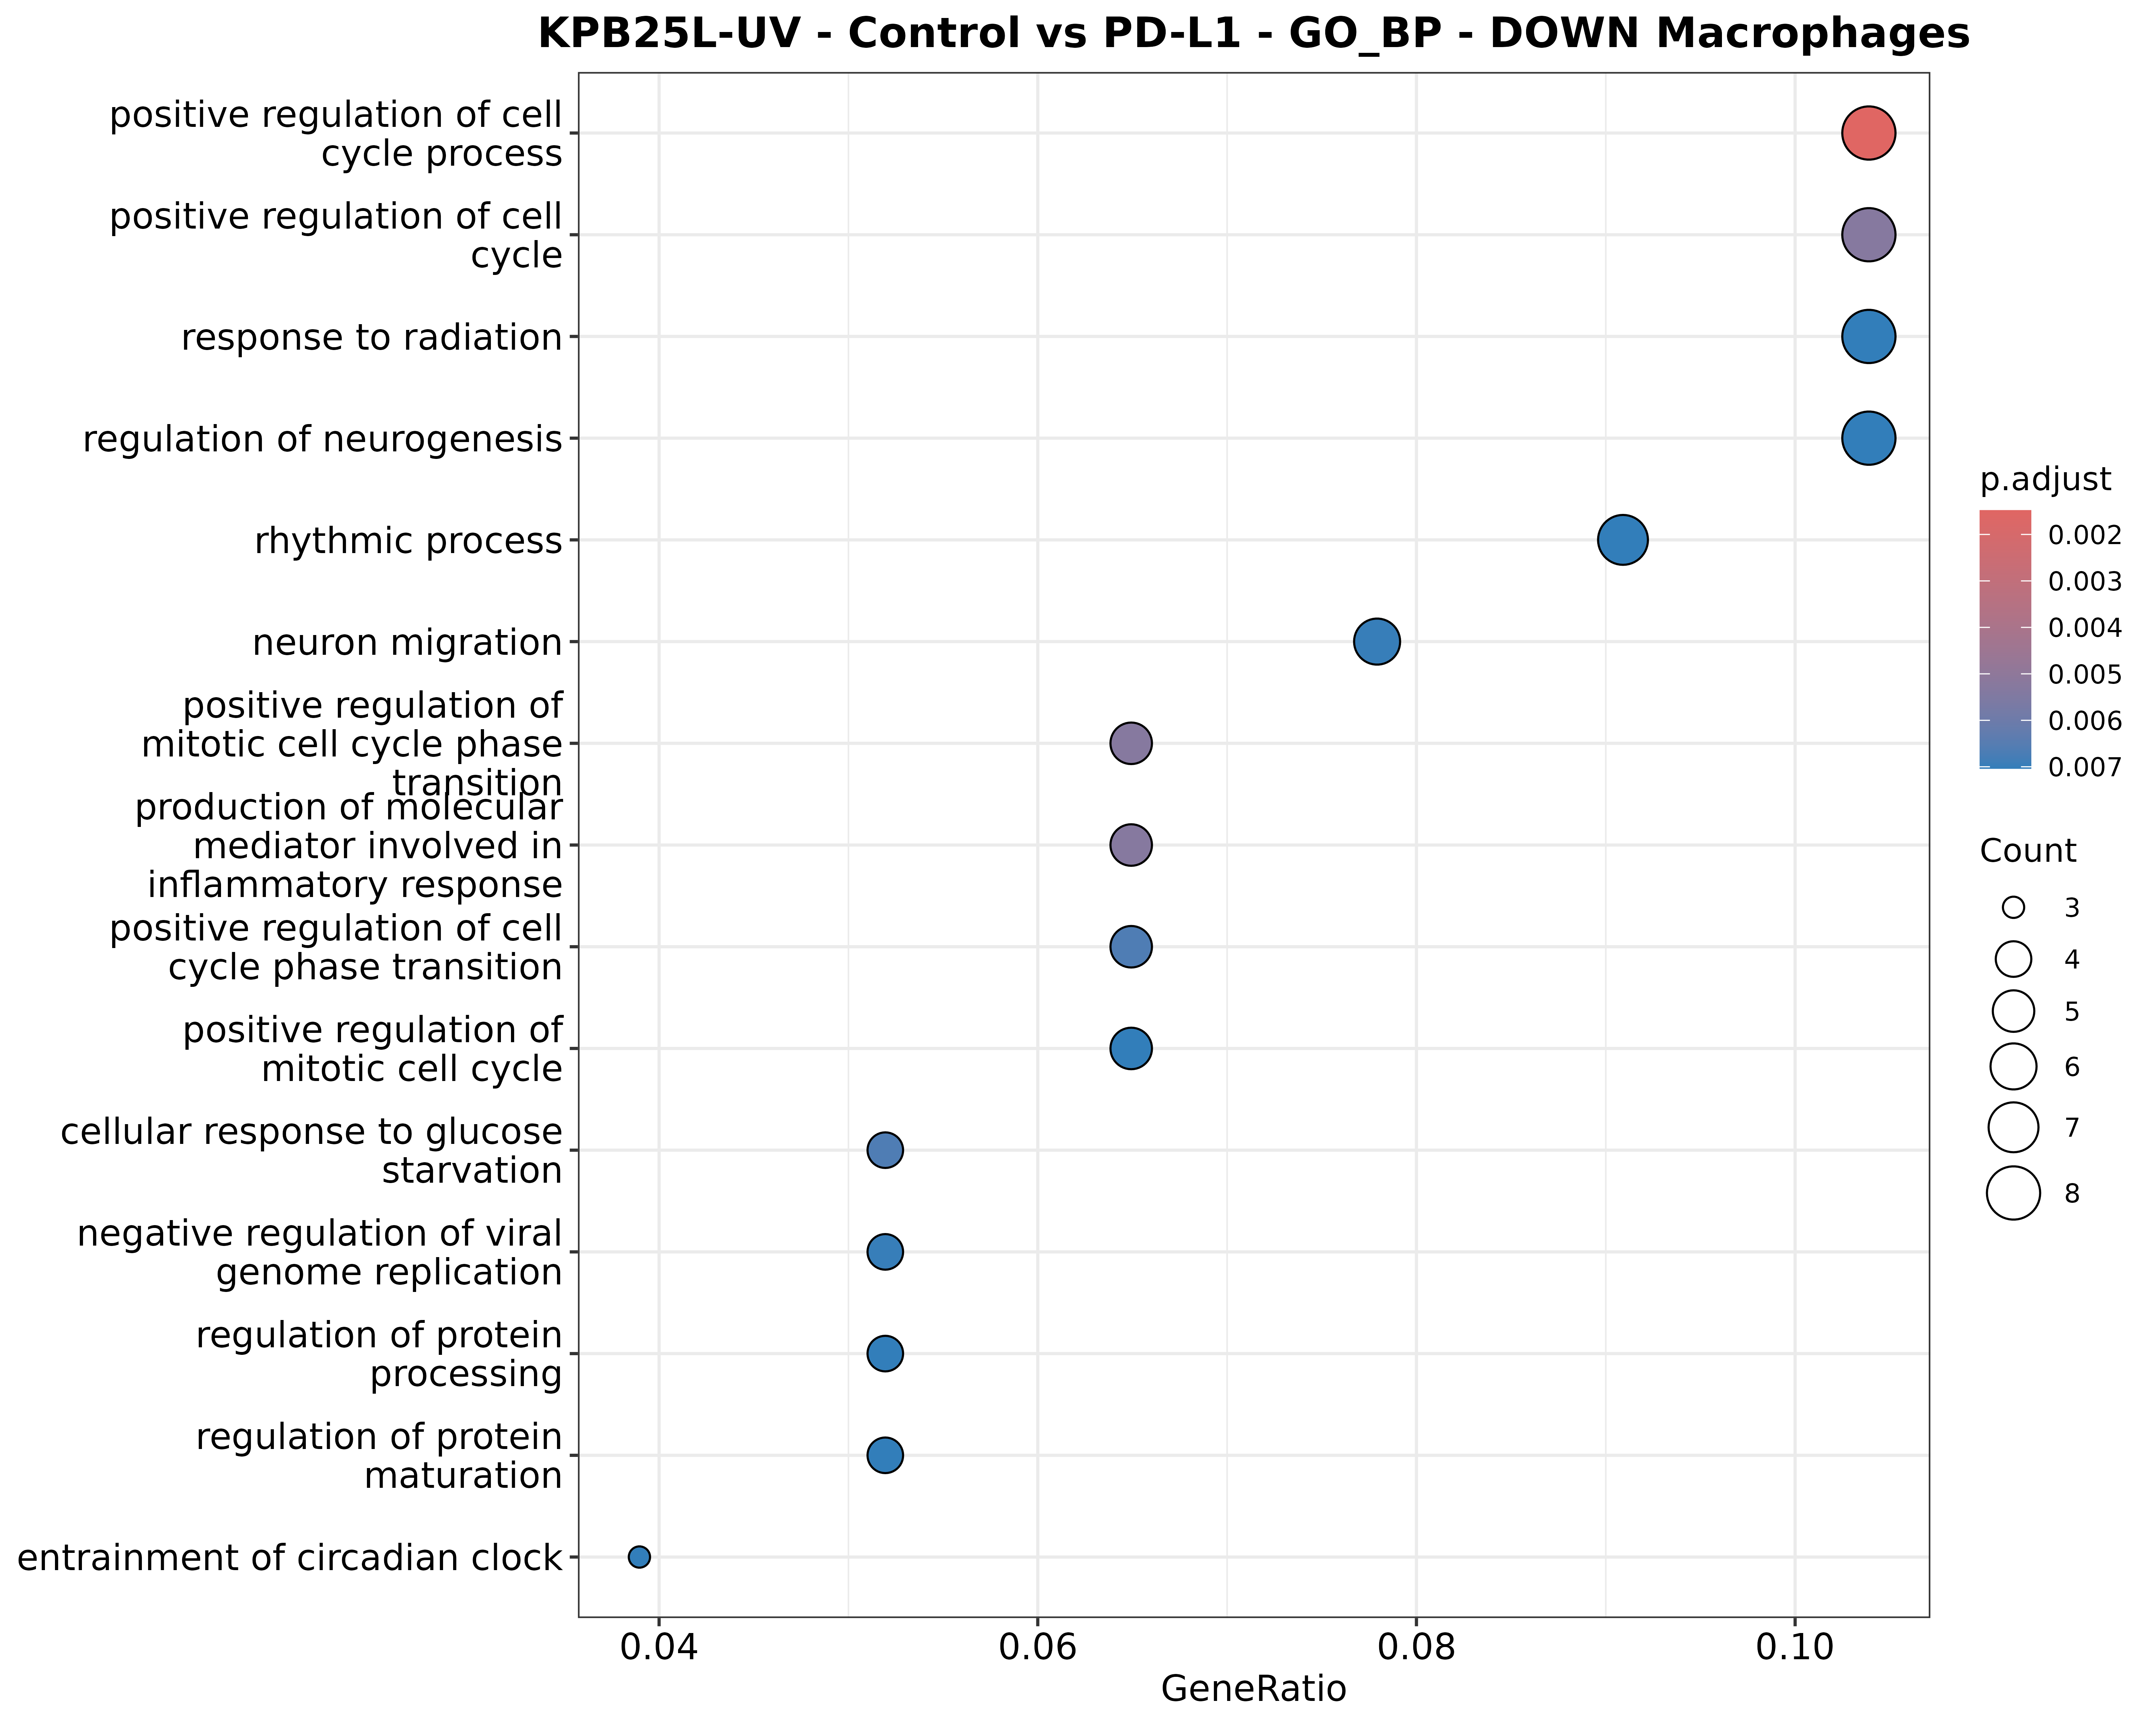 KPB25L-UV - Control vs PD-L1 - GO_BP - DOWN Macrophages
positive regulation of cell
cycle process
positive regulation of cell
cycle
response to radiation
regulation of neurogenesis
rhythmic process
neuron migration
positive regulation of
mitotic cell cycle phase
transition
production of molecular
mediator involved in
inflammatory response
positive regulation of cell
cycle phase transition
positive regulation of
mitotic cell cycle
cellular response to glucose
starvation
negative regulation of viral
genome replication
regulation of protein
processing
regulation of protein
maturation
entrainment of circadian clock
0.04
0.06
0.08
0.10
GeneRatio
p.adjust
0.002
0.003
0.004
0.005
0.006
0.007
Count
3
4
5
6
7
8